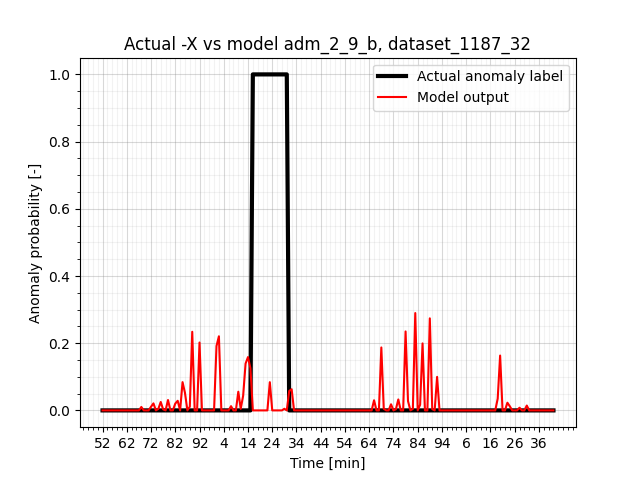 Actual -X vs model adm_2_9_b, dataset_1187_32
Actual anomaly label
Model output
Anomaly probability [-]
1.0
0.8
0.6
0.4
0.2
0.0
52 62 72 82 92 4 14 24 34 44 54 64 74 84 94 6 16 26 36
Time [min]